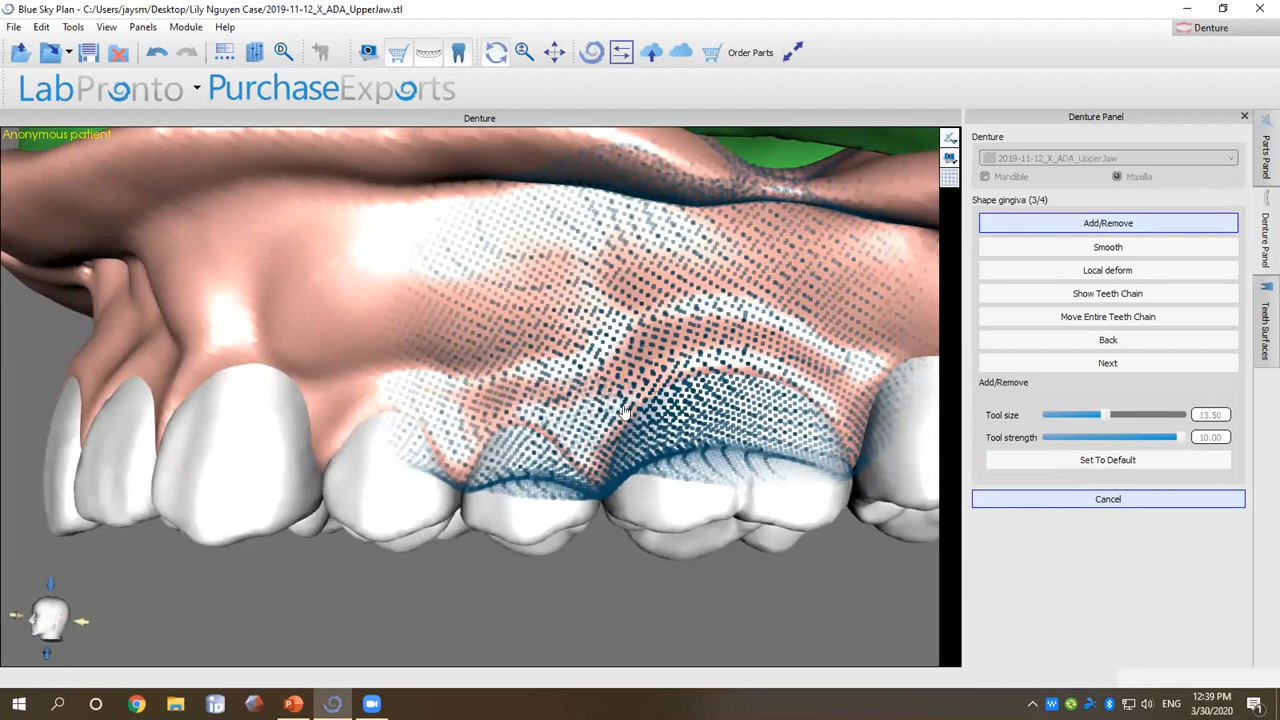 Blue Sky Plan - C:/Users/jaysm/Desktop/Lily Nguyen Case/2019-11-12_X_ADA_UpperJaw.stl
File Edit Tools View Panels Module Help
Denture
Order Parts
LabPronto PurchaseExports
Denture
Anonymous patient
Denture Panel
Denture
2019-11-12_X_ADA_UpperJaw
Mandible Maxilla
Shape gingiva (3/4)
Add/Remove
Smooth
Local deform
Show Teeth Chain
Move Entire Teeth Chain
Back
Next
Add/Remove
Tool size 13.50
Tool strength 10.00
Set To Default
Cancel
Parts Panel
Denture Panel
Teeth Surfaces
ENG
12:39 PM
3/30/2020